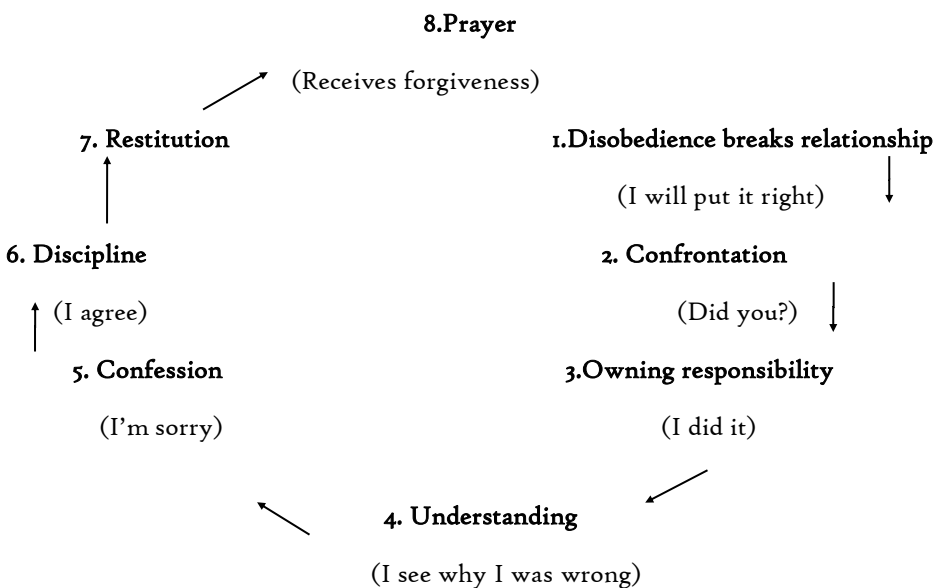 8.Prayer
(Receives forgiveness)
7. Restitution
1.Disobedience breaks relationship
(I will put it right)
6. Discipline
2. Confrontation
(I agree)
(Did you?)
5. Confession
3.Owning responsibility
(I'm sorry)
(I did it)
4. Understanding
(I see why I was wrong)